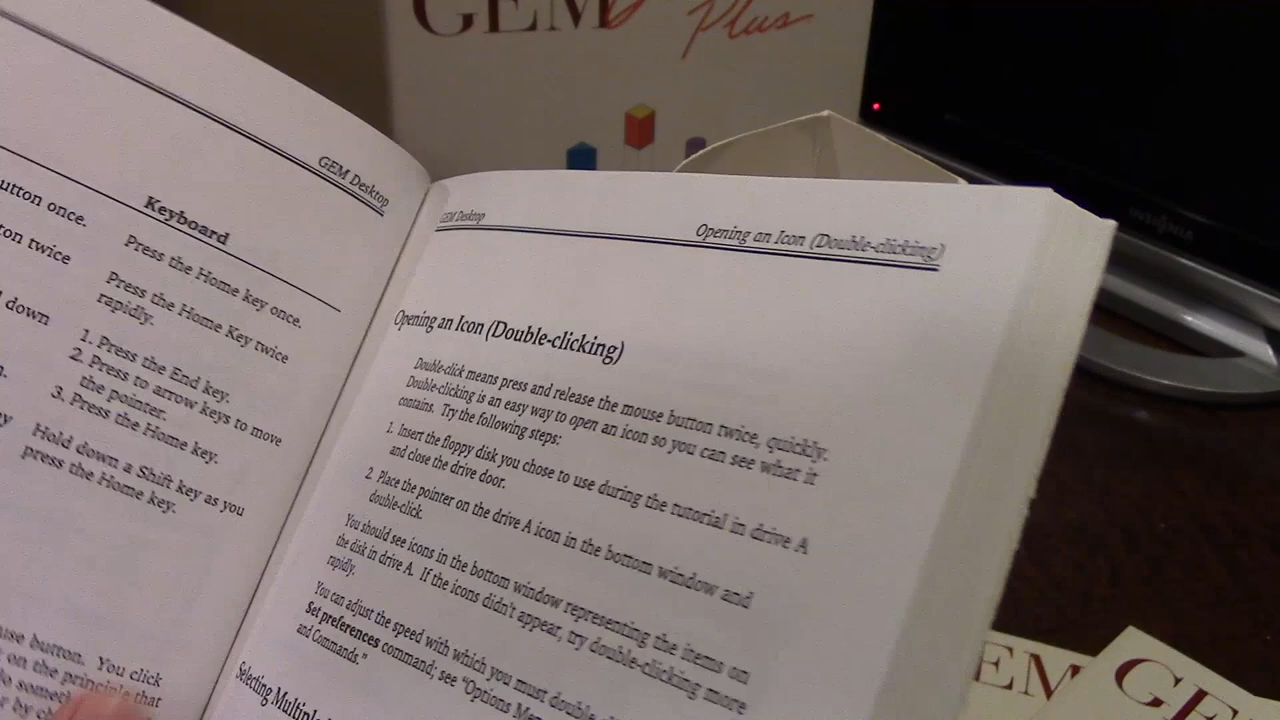 GEM
Plus
GEM Desktop
Keyboard
button once.
Press the Home key once.
twice
Press the Home Key twice
rapidly.
down
1. Press the End key.
2. Press to arrow keys to move
the pointer.
3. Press the Home key.
Hold down a Shift key as you
press the Home key.
button. You click
on the principle that
GEM Desktop
Opening an Icon (Double-clicking)
Opening an Icon (Double-clicking)
Double-click means press and release the mouse button twice, quickly.
Double-clicking is an easy way to open an icon so you can see what it
contains. Try the following steps:
1. Insert the floppy disk you chose to use during the tutorial in drive A
and close the drive door.
2. Place the pointer on the drive A icon in the bottom window and
double-click.
You should see icons in the bottom window representing the items on
the disk in drive A. If the icons didn't appear, try double-clicking more
rapidly.
You can adjust the speed with which you must double
Set preferences command; see "Options
and Commands."
Selecting
INSIGNIA
EM
GE